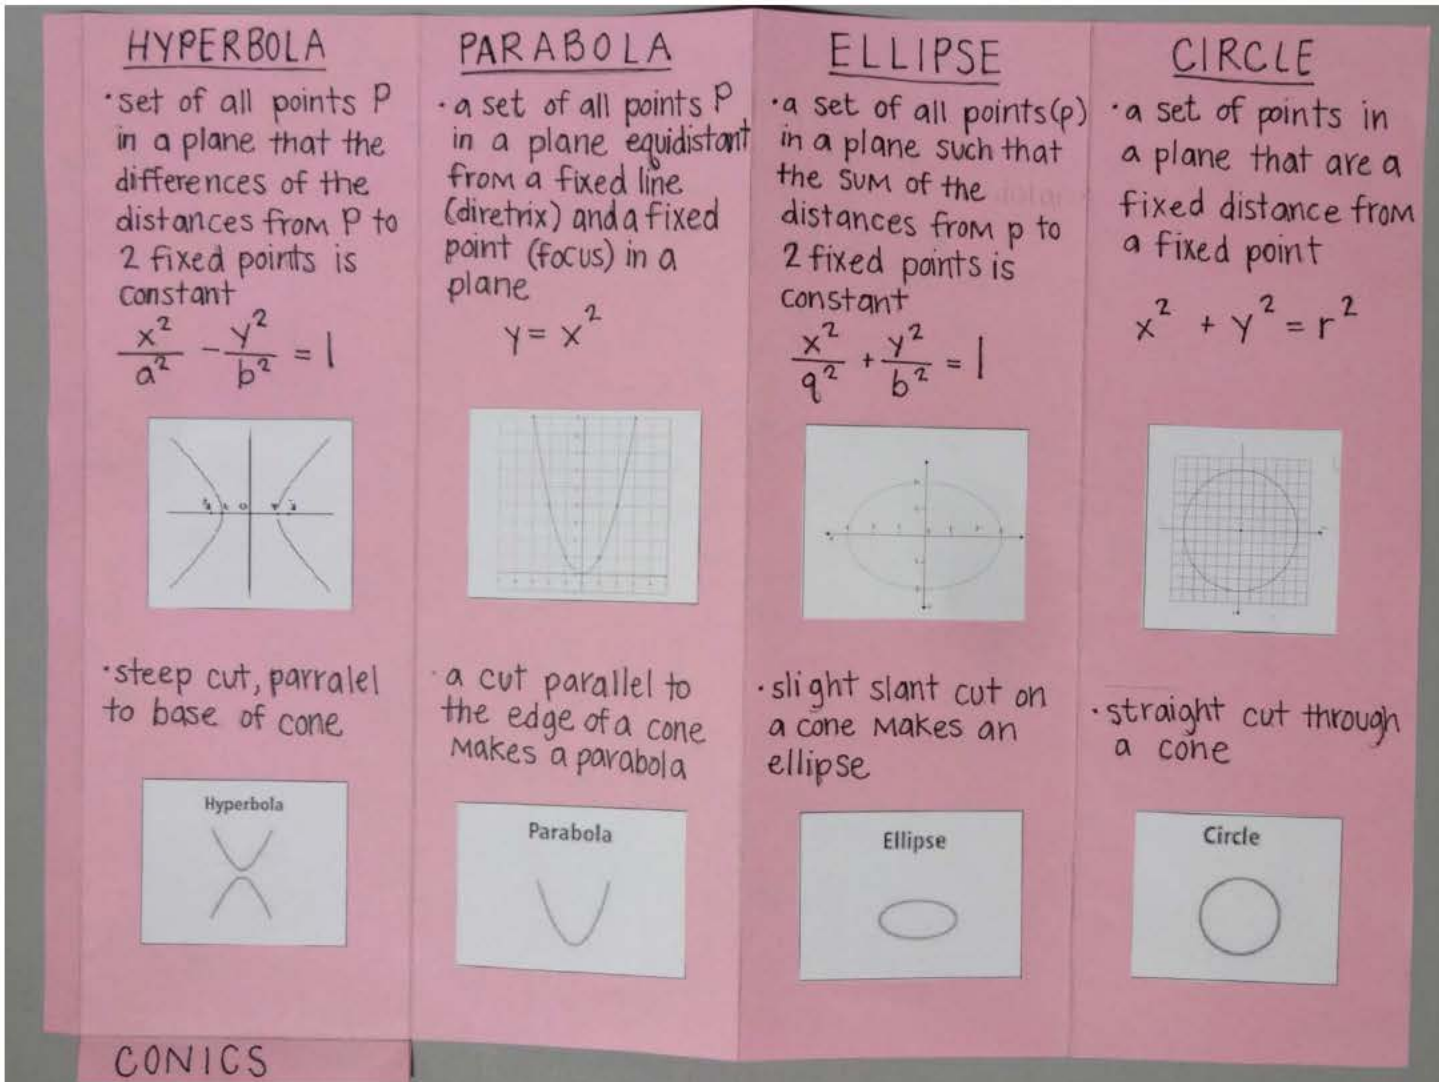 HYPERBOLA
· set of all points P
in a plane that the
differences of the
distances from P to
2 fixed points is
constant
x²/a² - y²/b² = 1
· steep cut, parralel
to base of cone
Hyperbola
PARABOLA
· a set of all points P
in a plane equidistant
from a fixed line
(diretrix) and a fixed
point (focus) in a
plane
y = x²
· a cut parallel to
the edge of a cone
makes a parabola
Parabola
ELLIPSE
· a set of all points (p)
in a plane such that
the sum of the
distances from p to
2 fixed points is
constant
x²/q² + y²/b² = 1
· slight slant cut on
a cone makes an
ellipse
Ellipse
CIRCLE
· a set of points in
a plane that are a
fixed distance from
a fixed point
x² + y² = r²
· straight cut through
a cone
Circle
CONICS